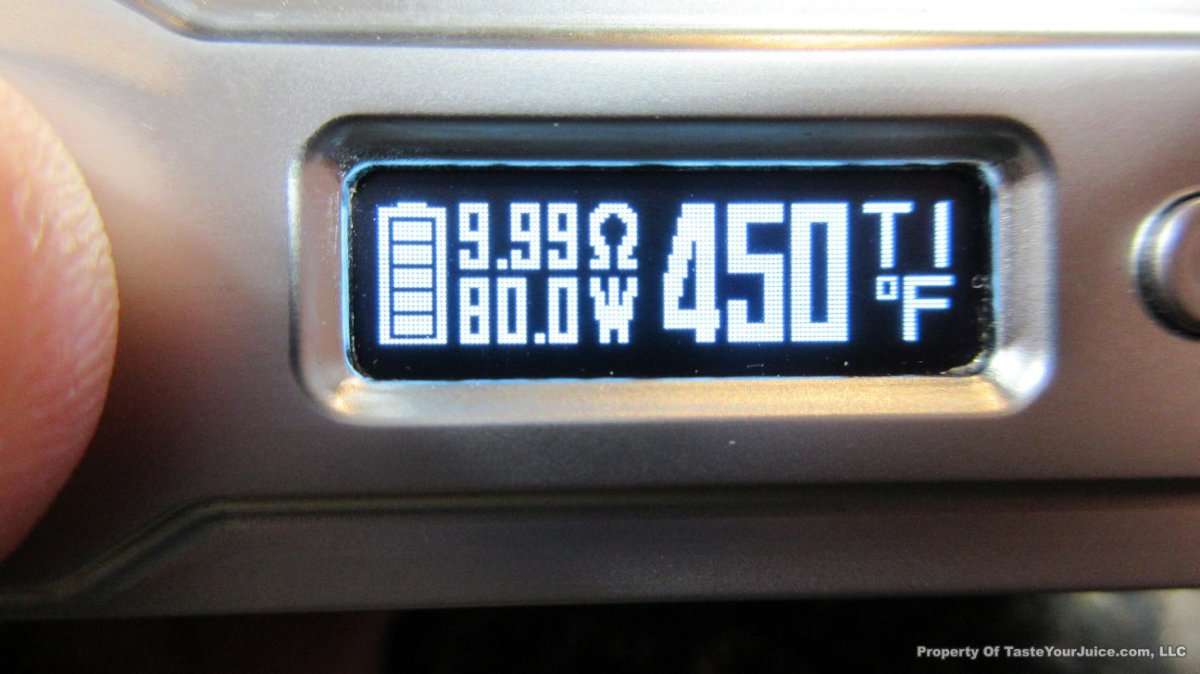 9.99Ω
80.0W
450
TI
°F
Property Of TasteYourJuice.com, LLC